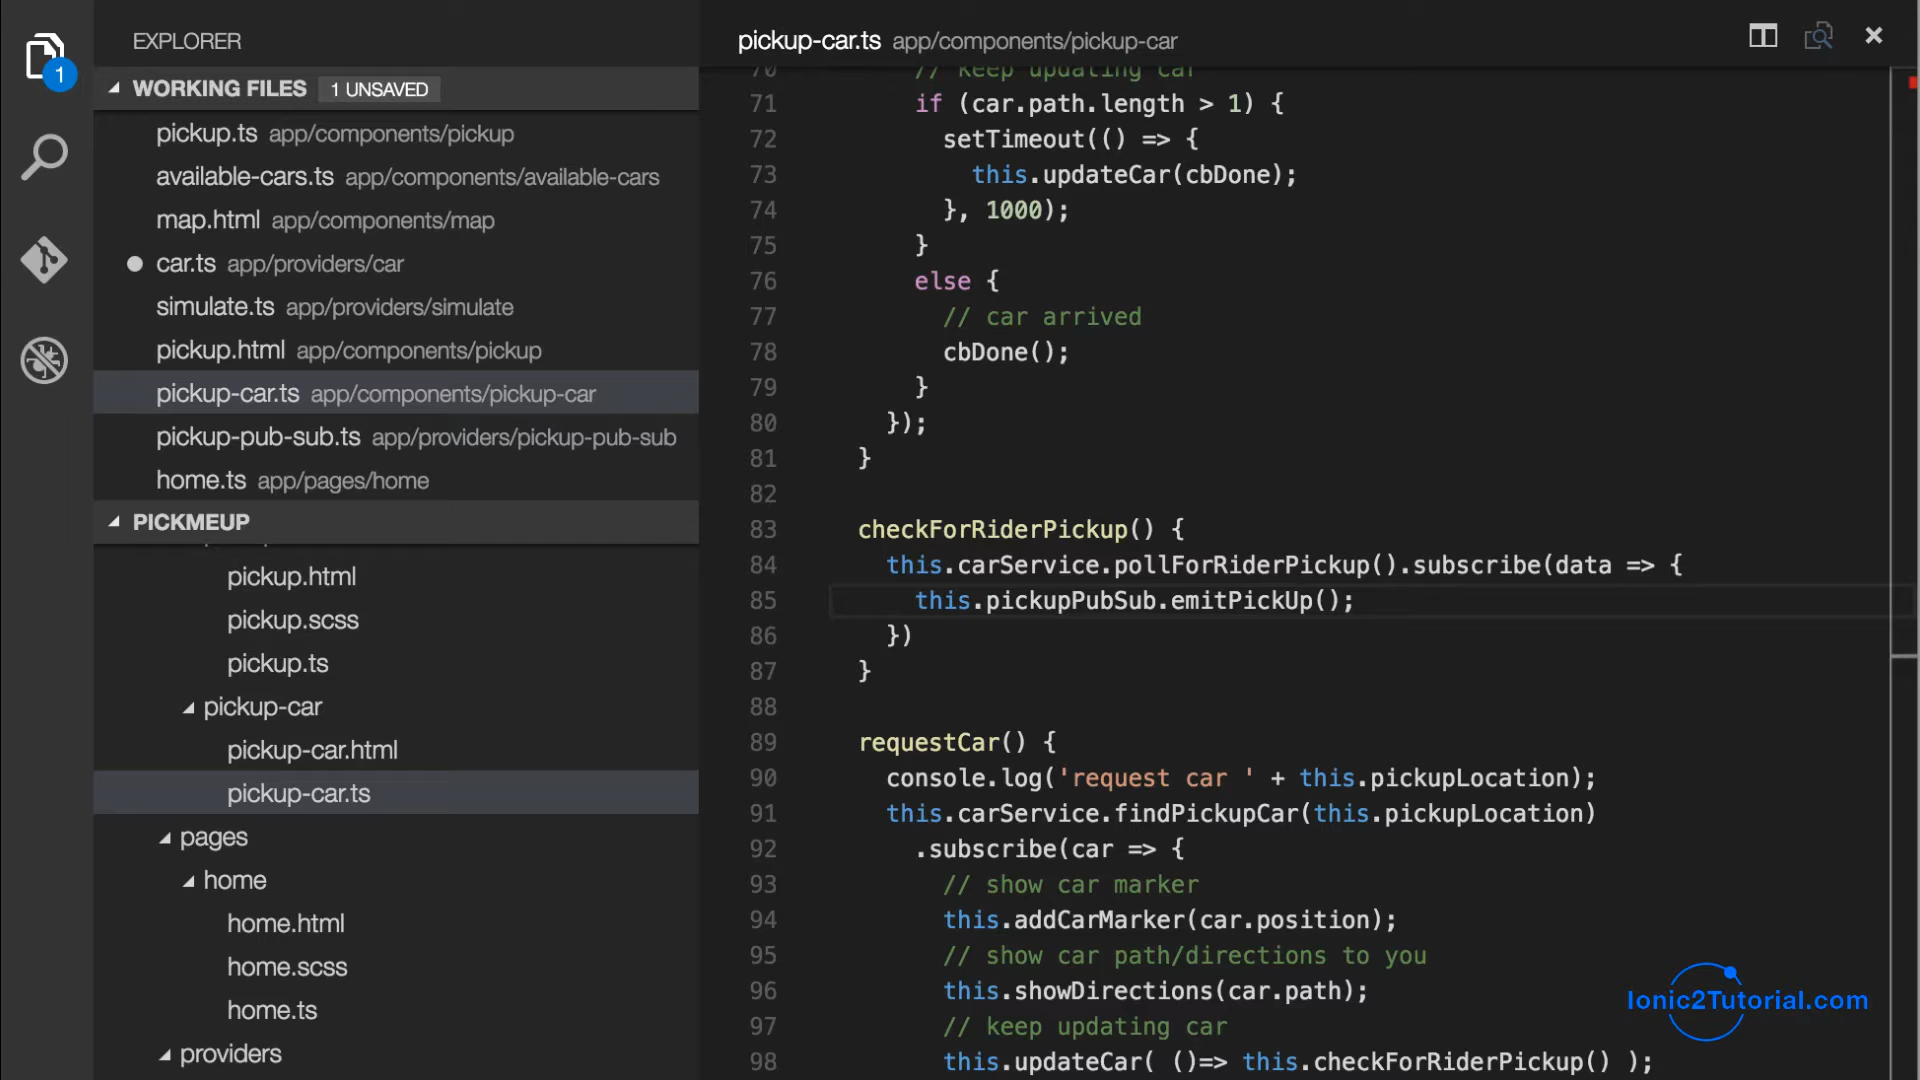 EXPLORER
WORKING FILES 1 UNSAVED
pickup.ts app/components/pickup
available-cars.ts app/components/available-cars
map.html app/components/map
car.ts app/providers/car
simulate.ts app/providers/simulate
pickup.html app/components/pickup
pickup-car.ts app/components/pickup-car
pickup-pub-sub.ts app/providers/pickup-pub-sub
home.ts app/pages/home
PICKMEUP
pickup.html
pickup.scss
pickup.ts
pickup-car
pickup-car.html
pickup-car.ts
pages
home
home.html
home.scss
home.ts
providers
1
pickup-car.ts app/components/pickup-car
70 // keep updating car
71 if (car.path.length > 1) {
72 setTimeout(() => {
73 this.updateCar(cbDone);
74 }, 1000);
75 }
76 else {
77 // car arrived
78 cbDone();
79 }
80 });
81 }
82
83 checkForRiderPickup() {
84 this.carService.pollForRiderPickup().subscribe(data => {
85 this.pickupPubSub.emitPickUp();
86 })
87 }
88
89 requestCar() {
90 console.log('request car ' + this.pickupLocation);
91 this.carService.findPickupCar(this.pickupLocation)
92 .subscribe(car => {
93 // show car marker
94 this.addCarMarker(car.position);
95 // show car path/directions to you
96 this.showDirections(car.path);
97 // keep updating car
98 this.updateCar( ()=> this.checkForRiderPickup() );
Ionic2Tutorial.com